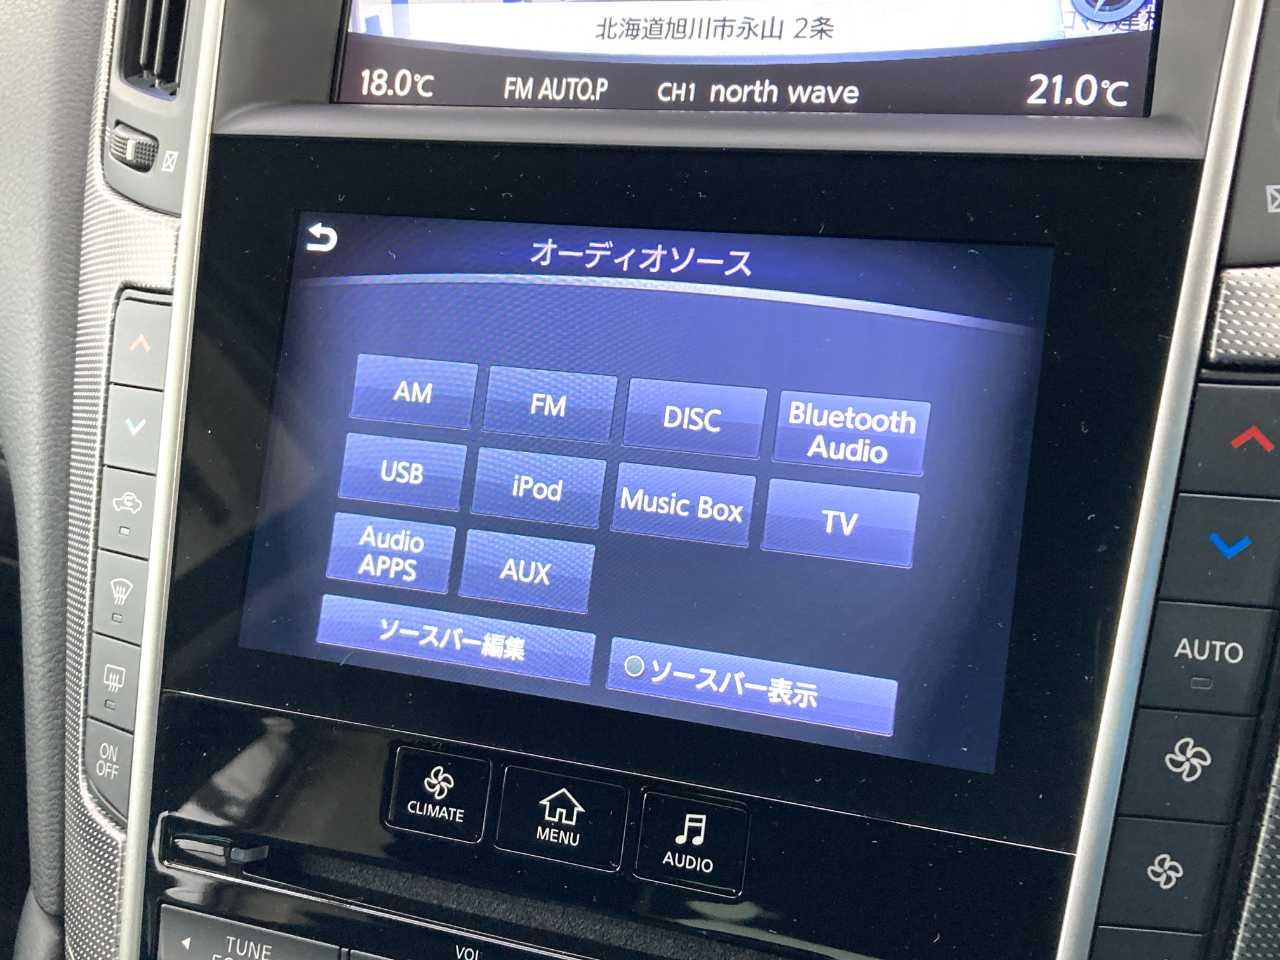 北海道旭川市永山 2条
18.0℃ FM AUTO.P CH1 north wave 21.0℃
オーディオソース
AM FM DISC Bluetooth Audio
USB iPod Music Box TV
Audio APPS AUX
ソースバー編集 ソースバー表示
AUTO
ON
OFF
CLIMATE MENU AUDIO
TUNE
VOL